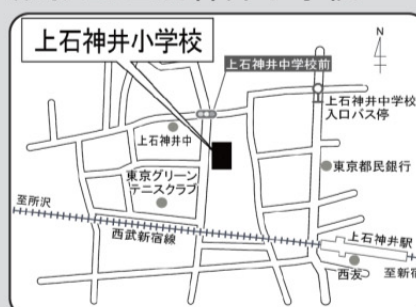 上石神井小学校
上石神井中学校前
N
上石神井中学校
入口バス停
上石神井中
東京都民銀行
東京グリーン
テニスクラブ
至所沢
西武新宿線
上石神井駅
西友
至新宿